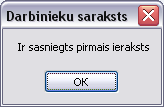 Darbinieku saraksts
Ir sasniegts pirmais ieraksts
OK